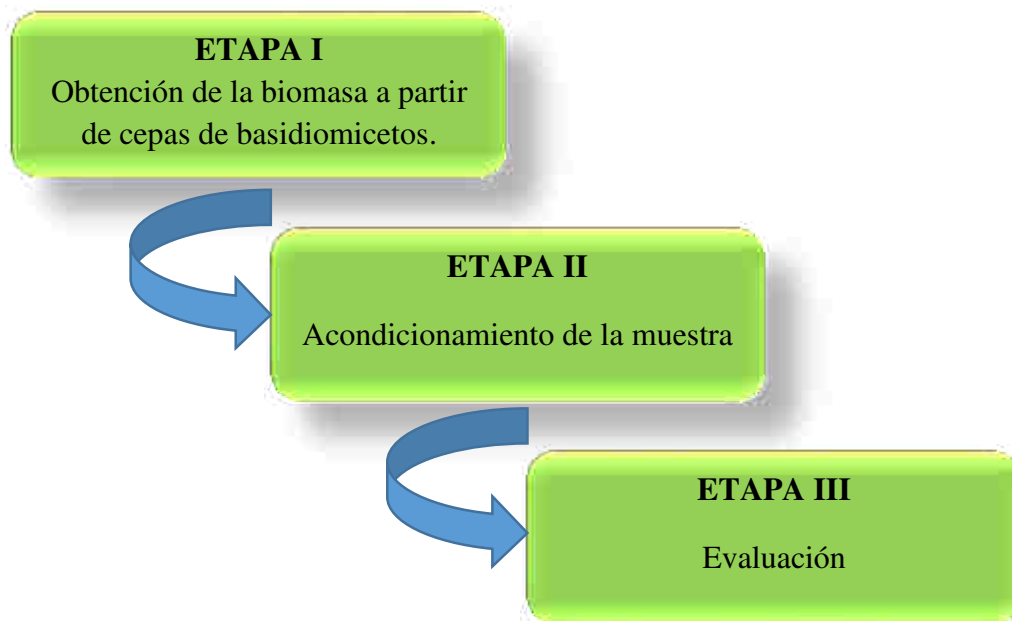 ETAPA I
Obtención de la biomasa a partir
de cepas de basidiomicetos.
ETAPA II
Acondicionamiento de la muestra
ETAPA III
Evaluación